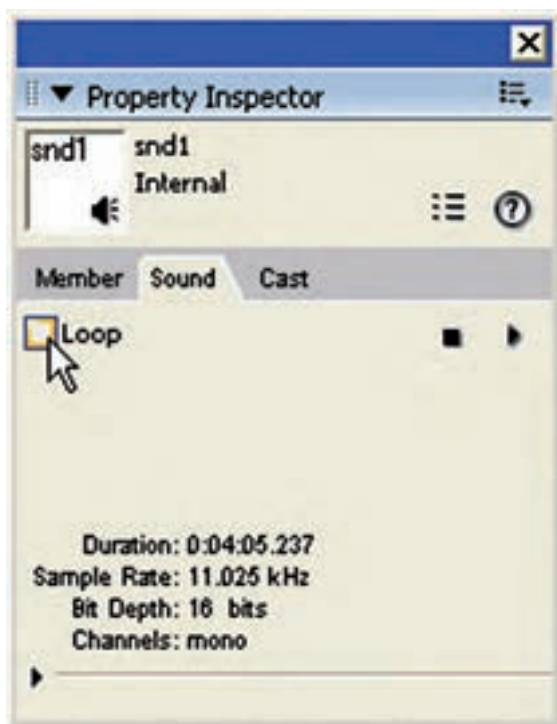 Property Inspector
snd1
snd1
Internal
Member Sound Cast
Loop
Duration: 0:04:05.237
Sample Rate: 11.025 kHz
Bit Depth: 16 bits
Channels: mono